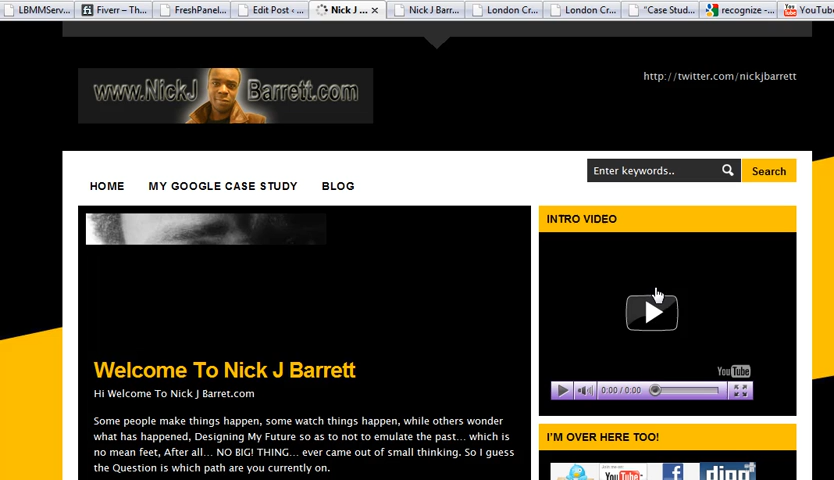 LBMMServ...
Fiverr – Th...
FreshPanel...
Edit Post ‹ ...
Nick J ...
Nick J Barr...
London Cr...
London Cr...
"Case Stud...
recognize -...
YouTube
www.NickJ Barrett.com
http://twitter.com/nickjbarrett
HOME
MY GOOGLE CASE STUDY
BLOG
Enter keywords..
Search
INTRO VIDEO
YouTube
0:00 / 0:00
Welcome To Nick J Barrett
Hi Welcome To Nick J Barret.com
Some people make things happen, some watch things happen, while others wonder
what has happened, Designing My Future so as to not to emulate the past... which is
no mean feet, After all... NO BIG! THING... ever came out of small thinking. So I guess
the Question is which path are you currently on.
I'M OVER HERE TOO!
You Tube
digg